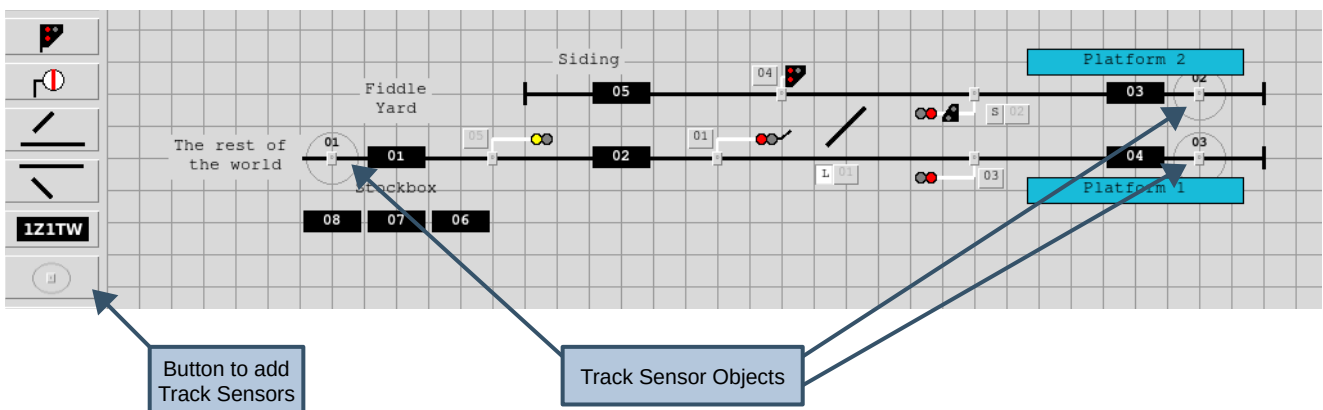 Platform 2
Siding
04
02
Fiddle
Yard
05
03
S 02
05
01
03
The rest of
the world
01
01
02
04
L 01
03
Stockbox
Platform 1
08
07
06
1Z1TW
Button to add
Track Sensors
Track Sensor Objects